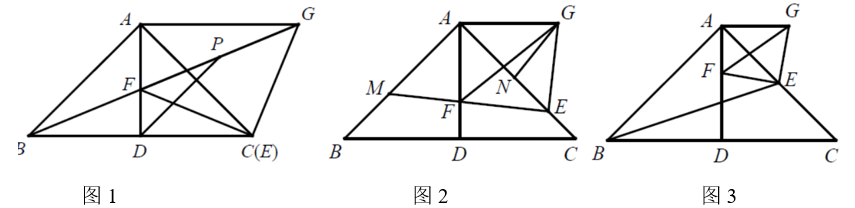 A G P F B D C(E)
A G M N F E B D C
A G F E B D C
图1 图2 图3